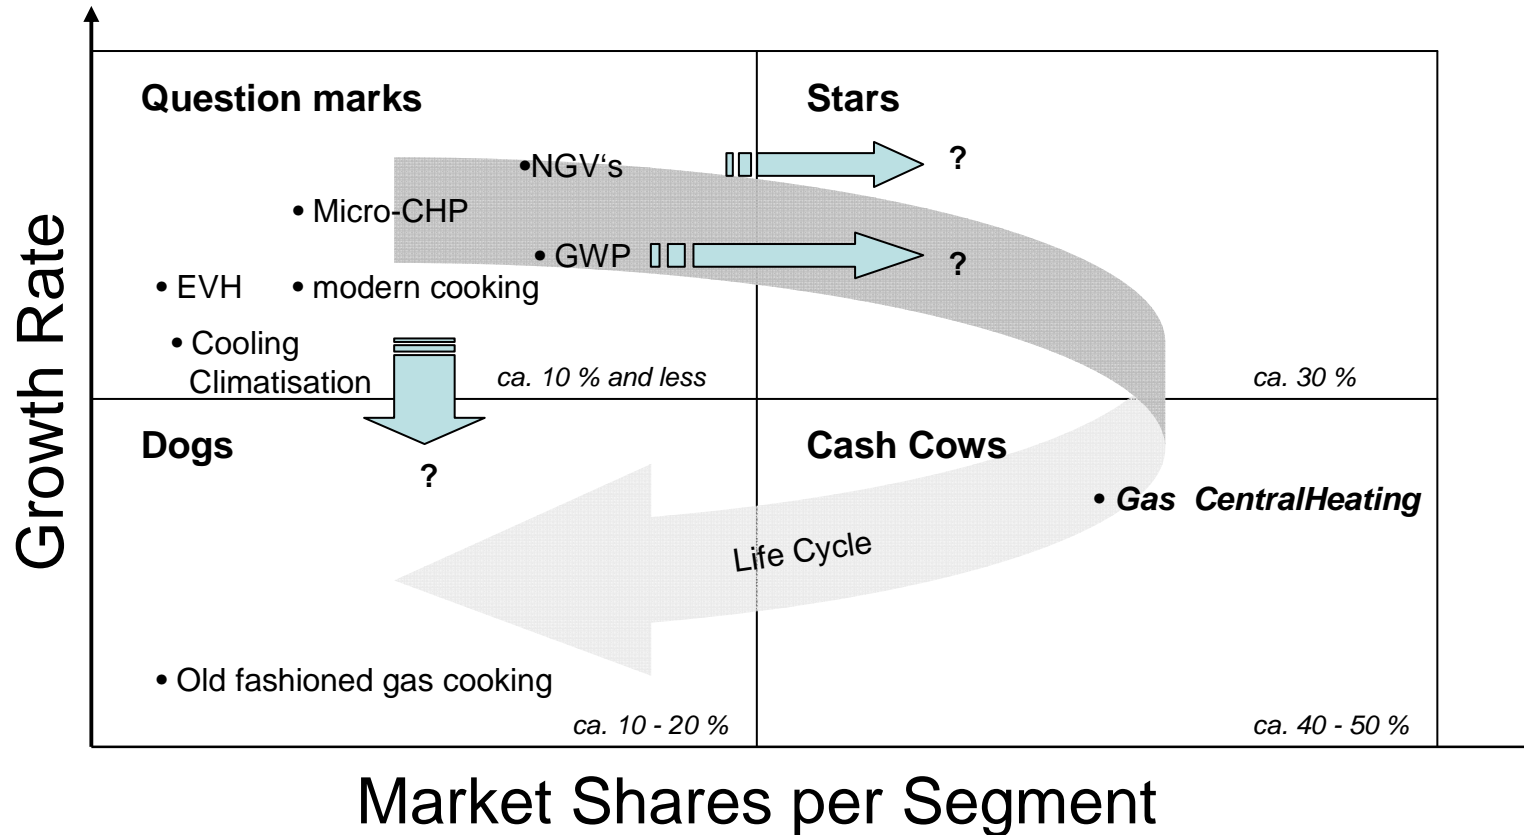 Question marks
Stars
•NGV‘s
?
• Micro-CHP
• GWP
?
• EVH
• modern cooking
• Cooling
Climatisation
ca. 10 % and less
ca. 30 %
Growth Rate
Dogs
Cash Cows
?
• Gas CentralHeating
Life Cycle
• Old fashioned gas cooking
ca. 10 - 20 %
ca. 40 - 50 %
Market Shares per Segment